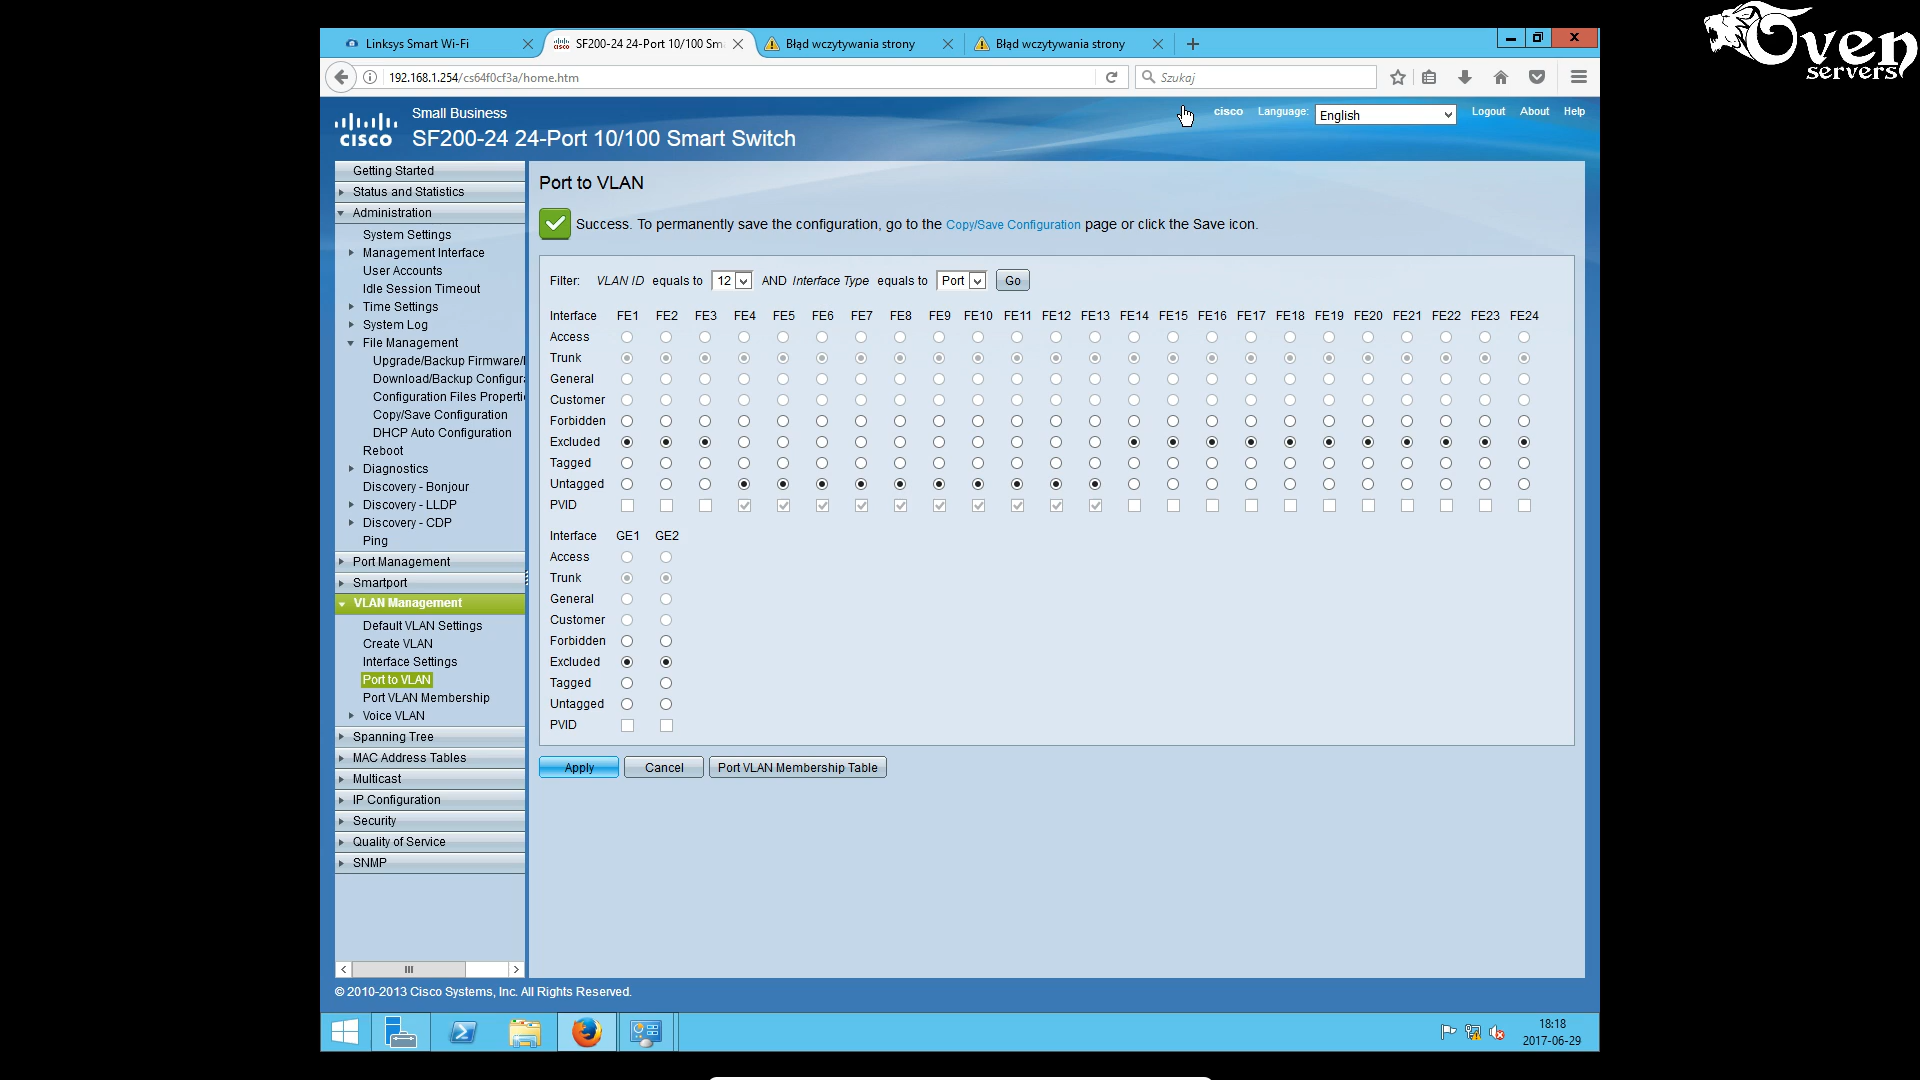 Oven
servers
Linksys Smart Wi-Fi
SF200-24 24-Port 10/100 Sm
Błąd wczytywania strony
Błąd wczytywania strony
192.168.1.254/cs64f0cf3a/home.htm
Szukaj
cisco
Small Business
SF200-24 24-Port 10/100 Smart Switch
cisco Language: English Logout About Help
Getting Started
Status and Statistics
Administration
System Settings
Management Interface
User Accounts
Idle Session Timeout
Time Settings
System Log
File Management
Upgrade/Backup Firmware/
Download/Backup Configura
Configuration Files Properti
Copy/Save Configuration
DHCP Auto Configuration
Reboot
Diagnostics
Discovery - Bonjour
Discovery - LLDP
Discovery - CDP
Ping
Port Management
Smartport
VLAN Management
Default VLAN Settings
Create VLAN
Interface Settings
Port to VLAN
Port VLAN Membership
Voice VLAN
Spanning Tree
MAC Address Tables
Multicast
IP Configuration
Security
Quality of Service
SNMP
Port to VLAN
Success. To permanently save the configuration, go to the Copy/Save Configuration page or click the Save icon.
Filter: VLAN ID equals to 12 AND Interface Type equals to Port Go
Interface FE1 FE2 FE3 FE4 FE5 FE6 FE7 FE8 FE9 FE10 FE11 FE12 FE13 FE14 FE15 FE16 FE17 FE18 FE19 FE20 FE21 FE22 FE23 FE24
Access
Trunk
General
Customer
Forbidden
Excluded
Tagged
Untagged
PVID
Interface GE1 GE2
Access
Trunk
General
Customer
Forbidden
Excluded
Tagged
Untagged
PVID
Apply Cancel Port VLAN Membership Table
© 2010-2013 Cisco Systems, Inc. All Rights Reserved.
18:18
2017-06-29